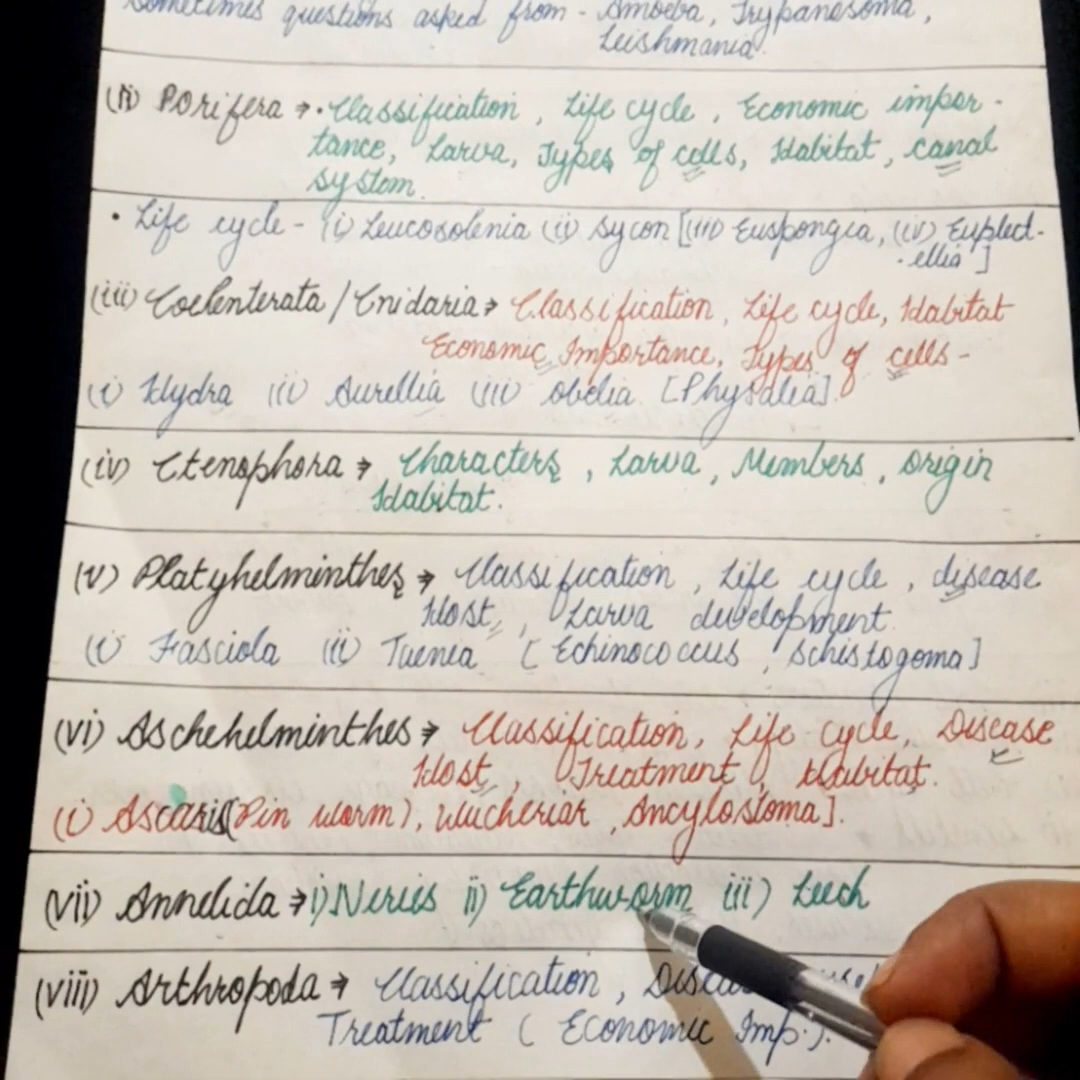 Sometimes questions asked from - Amoeba, Trypanosoma,
Leishmania.
(ii) Porifera → • Classification, Life cycle, Economic impor-
tance, Larva, Types of cells, Habitat, canal
system.
• Life cycle - (i) Leucosolenia (ii) Sycon [(iii) Euspongia, (iv) Euplect-
ellia]
(iii) Coelenterata / Cnidaria → Classification, Life cycle, Habitat
Economic Importance, Types of cells -
(i) Hydra (ii) Aurellia (iii) Obelia [Physalia].
(iv) Ctenophora → Characters, Larva, Members, Origin
Habitat.
(v) Platyhelminthes → Classification, Life cycle, disease
Host, Larva development.
(i) Fasciola (ii) Taenia [Echinococcus, Schistogoma]
(vi) Aschehelminthes → Classification, Life cycle, Disease
Host, Treatment, Habitat.
(i) Ascaris [Pin worm), Wucheriar, Ancylostoma].
(vii) Annelida → i) Neries ii) Earthworm iii) Leech
(viii) Arthropoda → Classification,
Treatment (Economic Imp.).